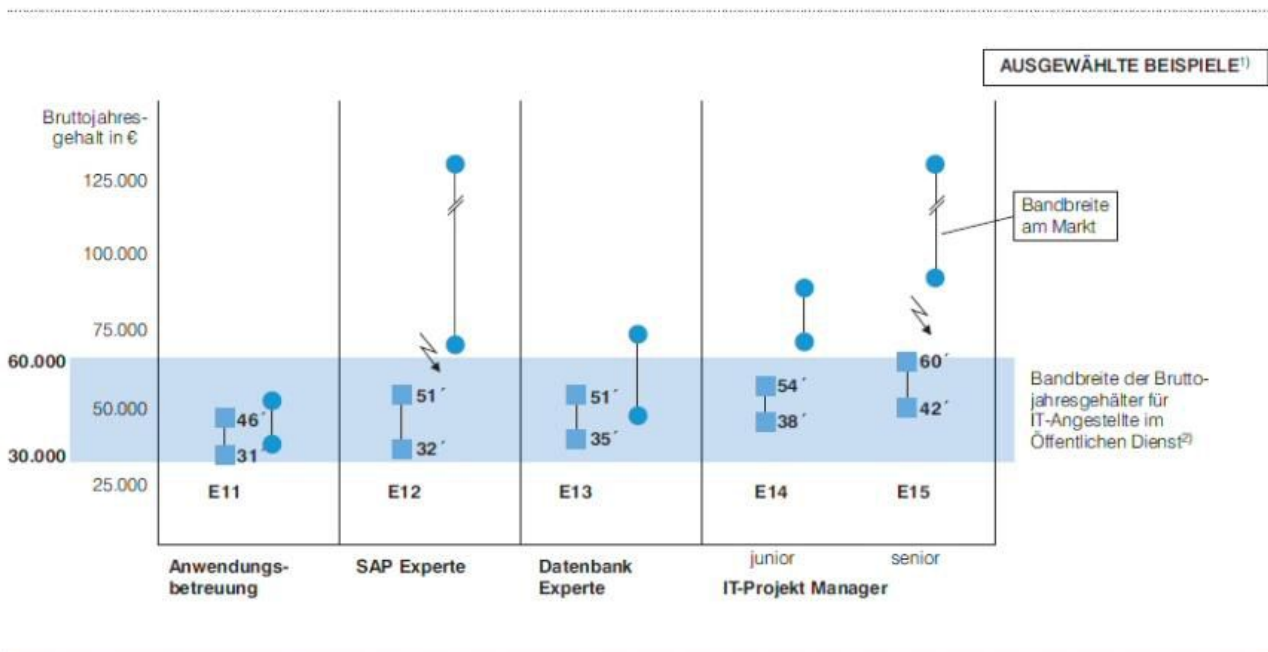 AUSGEWÄHLTE BEISPIELE1)
Bruttojahres-
gehalt in €
125.000
100.000
75.000
60.000
50.000
30.000
25.000
Bandbreite
am Markt
46´
31´
51´
32´
51´
35´
54´
38´
60´
42´
Bandbreite der Brutto-
jahresgehälter für
IT-Angestellte im
Öffentlichen Dienst2)
E11
E12
E13
E14
E15
Anwendungs-
betreuung
SAP Experte
Datenbank
Experte
junior
senior
IT-Projekt Manager